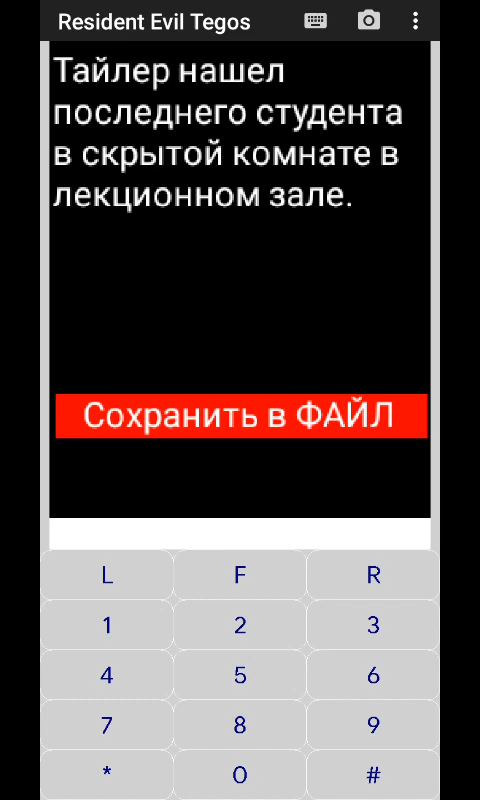 Resident Evil Tegos
Тайлер нашел
последнего студента
в скрытой комнате в
лекционном зале.
Сохранить в ФАЙЛ
L F R
1 2 3
4 5 6
7 8 9
* 0 #